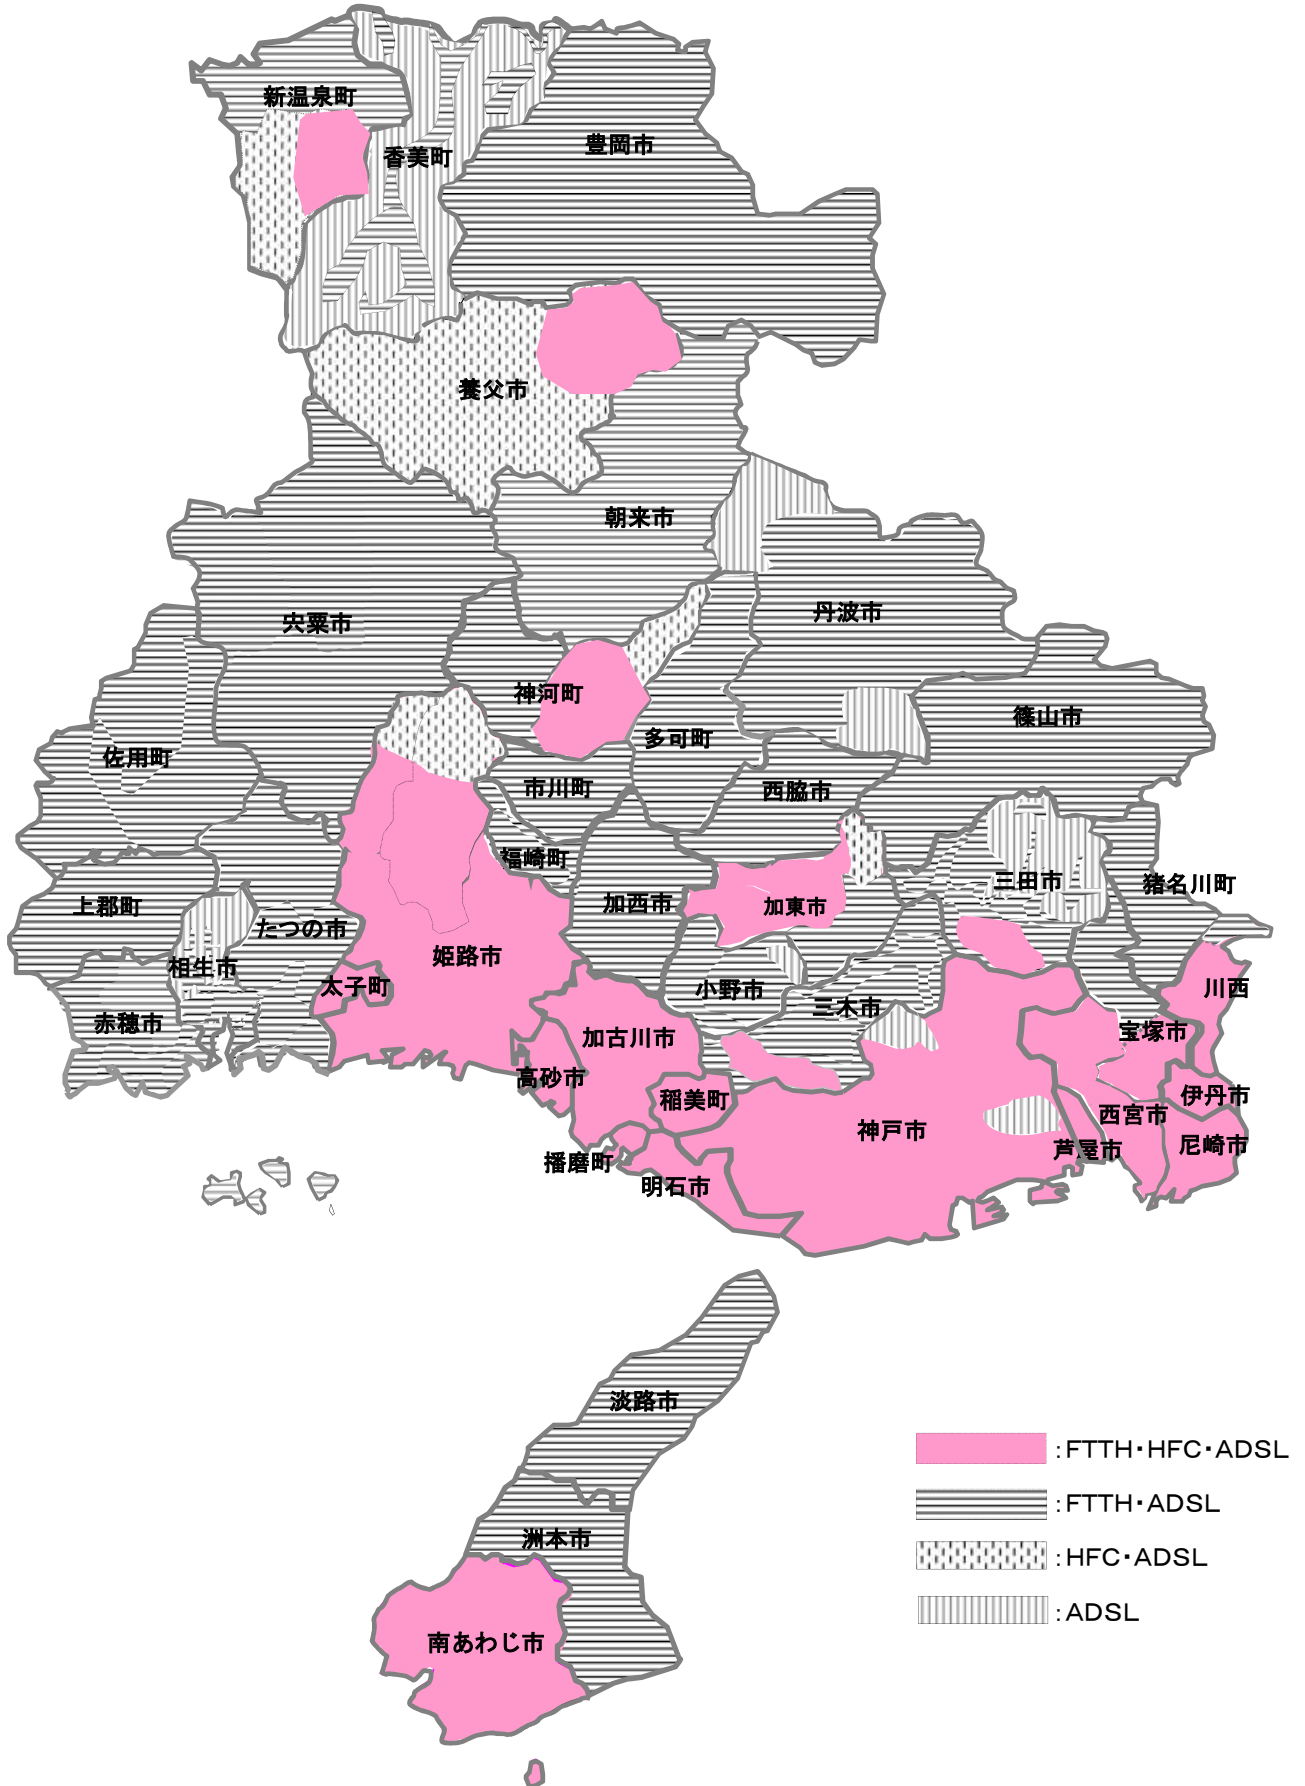 新温泉町
豊岡市
香美町
養父市
朝来市
丹波市
宍粟市
神河町
篠山市
多可町
佐用町
市川町
西脇市
福崎町
三田市
猪名川町
上郡町
加西市
加東市
たつの市
姫路市
相生市
太子町
小野市
川西
三木市
赤穂市
加古川市
宝塚市
高砂市
稲美町
伊丹市
西宮市
神戸市
尼崎市
芦屋市
播磨町
明石市
淡路市
洲本市
南あわじ市
:FTTH・HFC・ADSL
:FTTH・ADSL
:HFC・ADSL
:ADSL